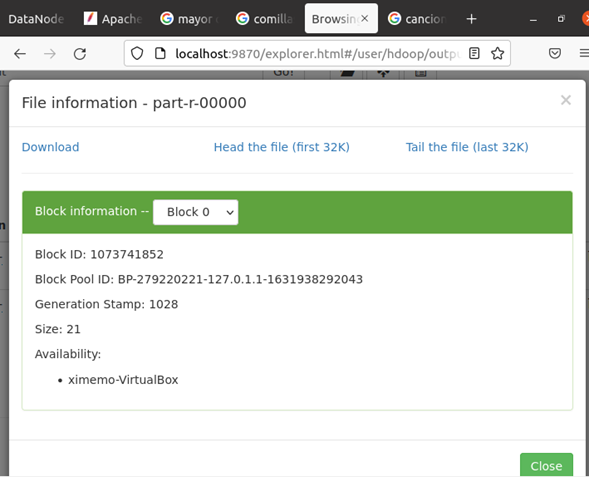 DataNode Apache mayor comilla Browsin × cancion
localhost:9870/explorer.html#/user/hdoop/outpu
Go!
File information - part-r-00000 ×
Download Head the file (first 32K) Tail the file (last 32K)
Block information -- Block 0
Block ID: 1073741852
Block Pool ID: BP-279220221-127.0.1.1-1631938292043
Generation Stamp: 1028
Size: 21
Availability:
• ximemo-VirtualBox
Close